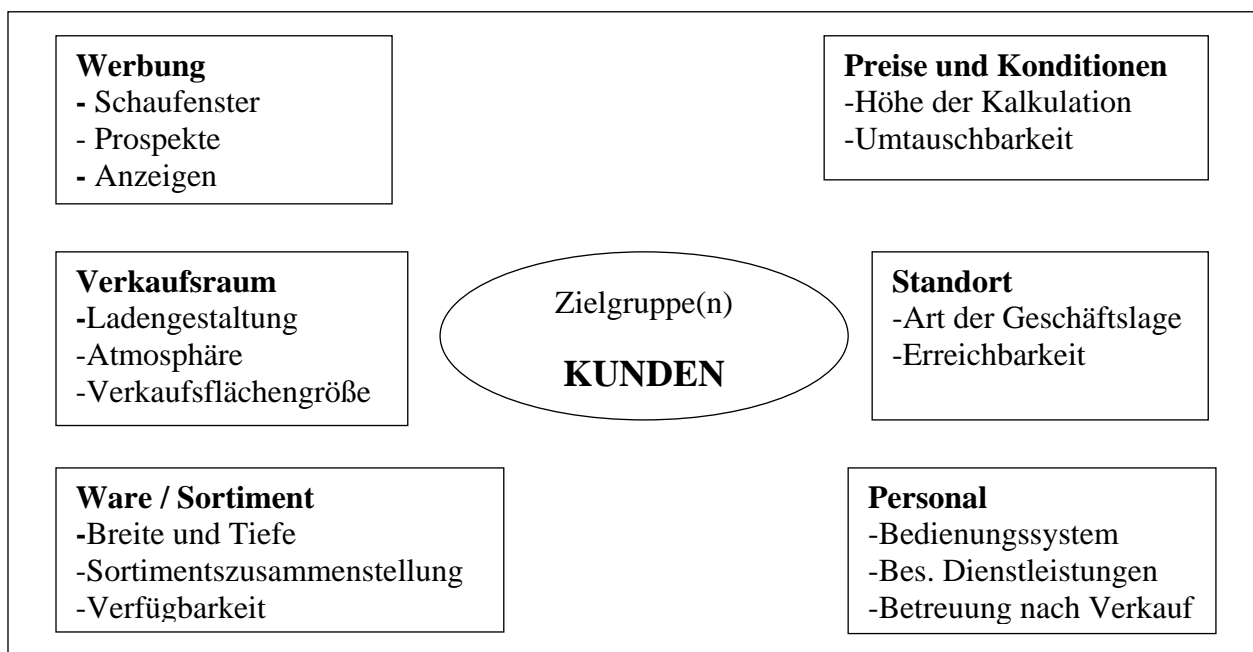 Werbung
- Schaufenster
- Prospekte
- Anzeigen
Preise und Konditionen
-Höhe der Kalkulation
-Umtauschbarkeit
Verkaufsraum
-Ladengestaltung
-Atmosphäre
-Verkaufsflächengröße
Zielgruppe(n)
KUNDEN
Standort
-Art der Geschäftslage
-Erreichbarkeit
Ware / Sortiment
-Breite und Tiefe
-Sortimentszusammenstellung
-Verfügbarkeit
Personal
-Bedienungssystem
-Bes. Dienstleistungen
-Betreuung nach Verkauf